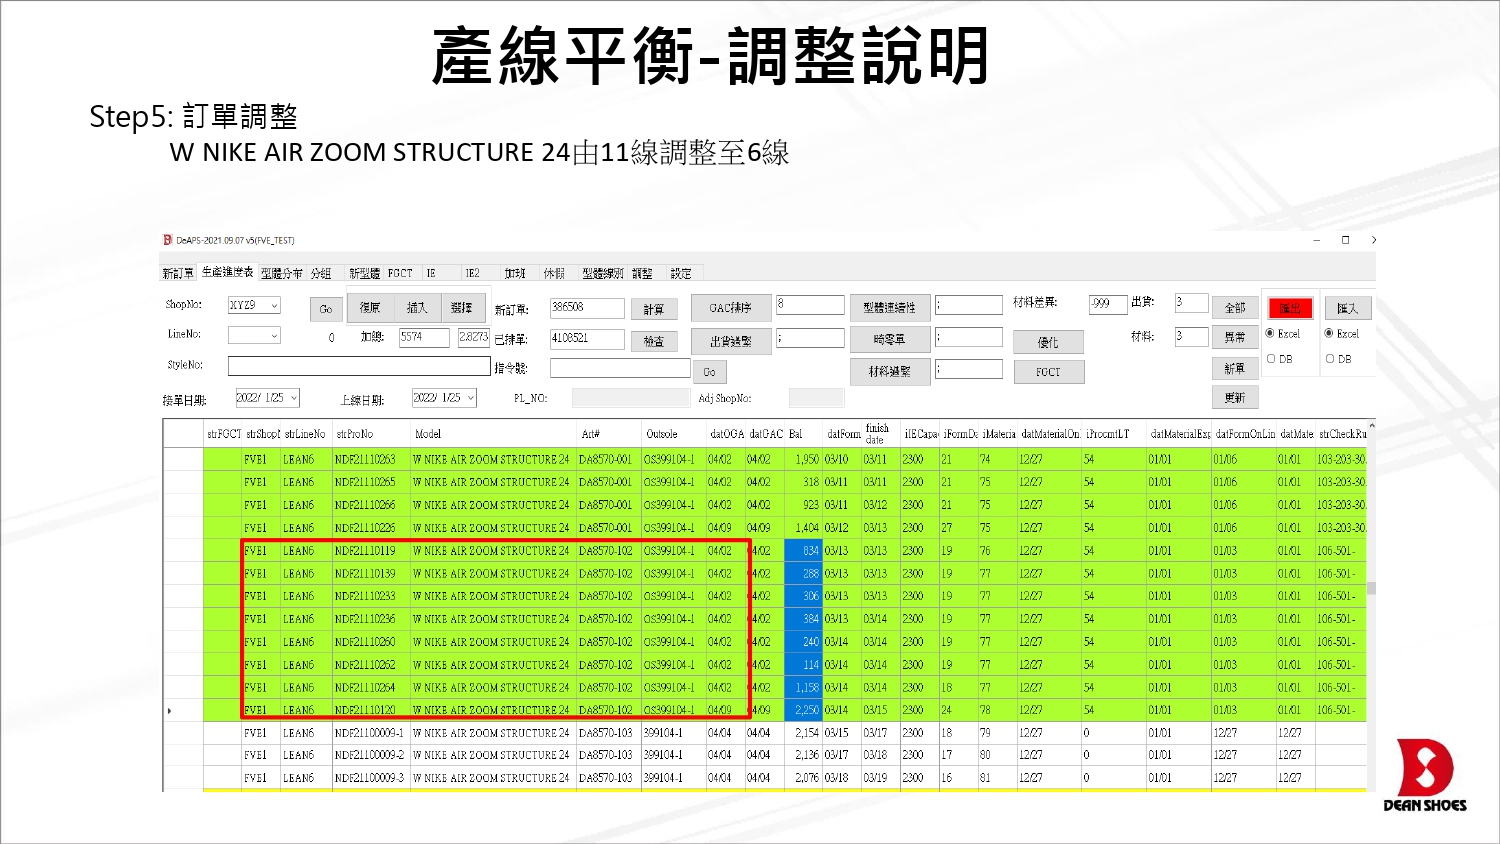 產線平衡-調整說明
Step5: 訂單調整
W NIKE AIR ZOOM STRUCTURE 24由11線調整至6線
DeAPS-2021.09.07 v5(FVE_TEST)
新訂單 生產進度表 型體分布 分組 新型體 FGCT IE IE2 加班 休假 型體線別 調整 設定
ShopNo: XYZ9 Go 復原 插入 選擇 新訂單: 386508 計算 GAC排序 8 型體連續性 ; 材料差異: -999 出貨: 3 全部 匯出 匯入
LineNo: 0 加總: 5574 2.8273 已排單: 4108521 檢查 出貨過緊 ; 畸零單 ; 優化 材料: 3 異常 Excel Excel
StyleNo: 指令號: Go 材料過緊 ; FGCT 新單 DB DB
接單日期: 2022/ 1/25 上線日期: 2022/ 1/25 PL_NO: AdjShopNo: 更新
strFGCT strShopN strLineNo strProNo Model Art# Outsole datOGA datGAC Bal datForm finish date iIECapa iFormDa iMateria datMaterialOn iProcmtLT datMaterialExp datFormOnLin datMate strCheckRu
FVE1 LEAN6 NDF21110263 W NIKE AIR ZOOM STRUCTURE 24 DA8570-001 OS399104-1 04/02 04/02 1,950 03/10 03/11 2300 21 74 12/27 54 01/01 01/06 01/01 103-203-30
FVE1 LEAN6 NDF21110265 W NIKE AIR ZOOM STRUCTURE 24 DA8570-001 OS399104-1 04/02 04/02 318 03/11 03/11 2300 21 75 12/27 54 01/01 01/06 01/01 103-203-30
FVE1 LEAN6 NDF21110266 W NIKE AIR ZOOM STRUCTURE 24 DA8570-001 OS399104-1 04/02 04/02 923 03/11 03/12 2300 21 75 12/27 54 01/01 01/06 01/01 103-203-30
FVE1 LEAN6 NDF21110226 W NIKE AIR ZOOM STRUCTURE 24 DA8570-001 OS399104-1 04/09 04/09 1,404 03/12 03/13 2300 27 75 12/27 54 01/01 01/06 01/01 103-203-30
FVE1 LEAN6 NDF21110119 W NIKE AIR ZOOM STRUCTURE 24 DA8570-102 OS399104-1 04/02 04/02 834 03/13 03/13 2300 19 76 12/27 54 01/01 01/03 01/01 106-501-
FVE1 LEAN6 NDF21110139 W NIKE AIR ZOOM STRUCTURE 24 DA8570-102 OS399104-1 04/02 04/02 288 03/13 03/13 2300 19 77 12/27 54 01/01 01/03 01/01 106-501-
FVE1 LEAN6 NDF21110233 W NIKE AIR ZOOM STRUCTURE 24 DA8570-102 OS399104-1 04/02 04/02 306 03/13 03/13 2300 19 77 12/27 54 01/01 01/03 01/01 106-501-
FVE1 LEAN6 NDF21110236 W NIKE AIR ZOOM STRUCTURE 24 DA8570-102 OS399104-1 04/02 04/02 384 03/13 03/14 2300 19 77 12/27 54 01/01 01/03 01/01 106-501-
FVE1 LEAN6 NDF21110260 W NIKE AIR ZOOM STRUCTURE 24 DA8570-102 OS399104-1 04/02 04/02 240 03/14 03/14 2300 19 77 12/27 54 01/01 01/03 01/01 106-501-
FVE1 LEAN6 NDF21110262 W NIKE AIR ZOOM STRUCTURE 24 DA8570-102 OS399104-1 04/02 04/02 114 03/14 03/14 2300 19 77 12/27 54 01/01 01/03 01/01 106-501-
FVE1 LEAN6 NDF21110264 W NIKE AIR ZOOM STRUCTURE 24 DA8570-102 OS399104-1 04/02 04/02 1,158 03/14 03/14 2300 18 77 12/27 54 01/01 01/03 01/01 106-501-
FVE1 LEAN6 NDF21110120 W NIKE AIR ZOOM STRUCTURE 24 DA8570-102 OS399104-1 04/09 04/09 2,250 03/14 03/15 2300 24 78 12/27 54 01/01 01/03 01/01 106-501-
FVE1 LEAN6 NDF21100009-1 W NIKE AIR ZOOM STRUCTURE 24 DA8570-103 399104-1 04/04 04/04 2,154 03/15 03/17 2300 18 79 12/27 0 01/01 12/27 12/27
FVE1 LEAN6 NDF21100009-2 W NIKE AIR ZOOM STRUCTURE 24 DA8570-103 399104-1 04/04 04/04 2,136 03/17 03/18 2300 17 80 12/27 0 01/01 12/27 12/27
FVE1 LEAN6 NDF21100009-3 W NIKE AIR ZOOM STRUCTURE 24 DA8570-103 399104-1 04/04 04/04 2,076 03/18 03/19 2300 16 81 12/27 0 01/01 12/27 12/27
DEAN SHOES